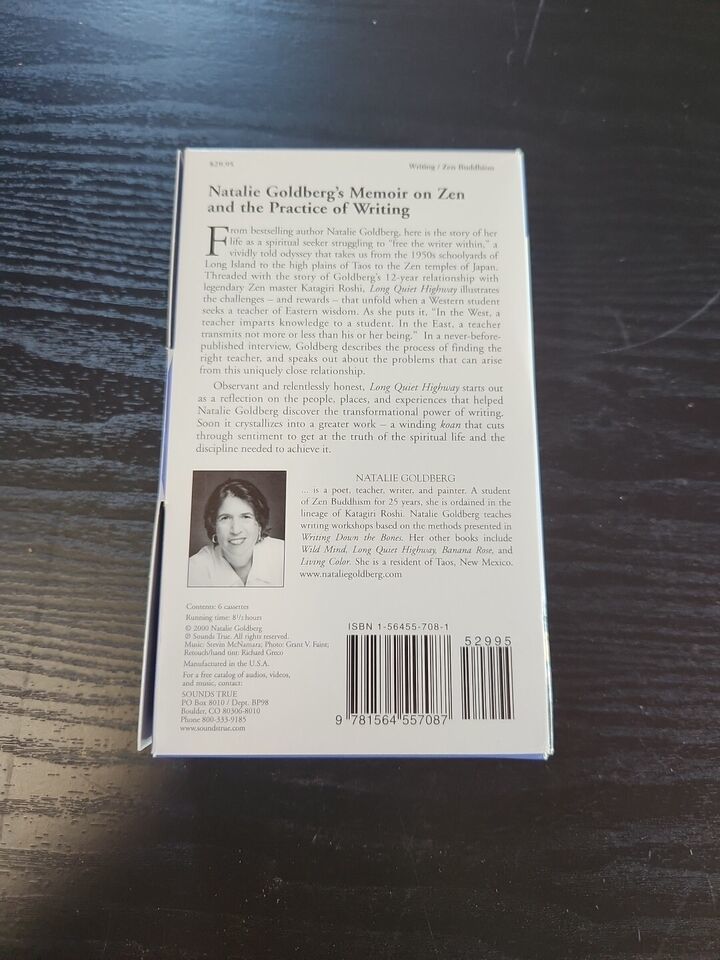 $29.95
Writing / Zen Buddhism
Natalie Goldberg's Memoir on Zen
and the Practice of Writing
From bestselling author Natalie Goldberg, here is the story of her
life as a spiritual seeker struggling to "free the writer within," a
vividly told odyssey that takes us from the 1950s schoolyards of
Long Island to the high plains of Taos to the Zen temples of Japan.
Threaded with the story of Goldberg's 12-year relationship with
legendary Zen master Katagiri Roshi, Long Quiet Highway illustrates
the challenges – and rewards – that unfold when a Western student
seeks a teacher of Eastern wisdom. As she puts it, "In the West, a
teacher imparts knowledge to a student. In the East, a teacher
transmits not more or less than his or her being." In a never-before-
published interview, Goldberg describes the process of finding the
right teacher, and speaks out about the problems that can arise
from this uniquely close relationship.
Observant and relentlessly honest, Long Quiet Highway starts out
as a reflection on the people, places, and experiences that helped
Natalie Goldberg discover the transformational power of writing.
Soon it crystallizes into a greater work – a winding koan that cuts
through sentiment to get at the truth of the spiritual life and the
discipline needed to achieve it.
NATALIE GOLDBERG
... is a poet, teacher, writer, and painter. A student
of Zen Buddhism for 25 years, she is ordained in the
lineage of Katagiri Roshi. Natalie Goldberg teaches
writing workshops based on the methods presented in
Writing Down the Bones. Her other books include
Wild Mind, Long Quiet Highway, Banana Rose, and
Living Color. She is a resident of Taos, New Mexico.
www.nataliegoldberg.com
Contents: 6 cassettes
Running time: 8 1/2 hours
© 2000 Natalie Goldberg
℗ Sounds True. All rights reserved.
Music: Stevin McNamara; Photo: Grant V. Faint;
Retouch/hand tint: Richard Greco
Manufactured in the U.S.A.
For a free catalog of audios, videos,
and music, contact:
SOUNDS TRUE
PO Box 8010 / Dept. BP98
Boulder, CO 80306-8010
Phone 800-333-9185
www.soundstrue.com
ISBN 1-56455-708-1
52995
9 781564 557087